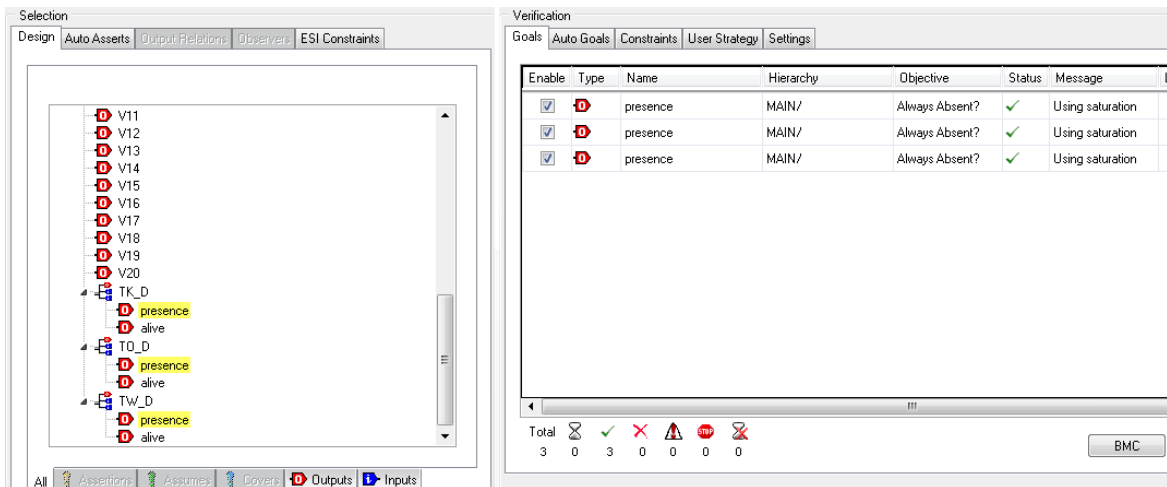 Selection
Design Auto Asserts Output Relations Observers ESI Constraints
V11
V12
V13
V14
V15
V16
V17
V18
V19
V20
TK_D
presence
alive
TO_D
presence
alive
TW_D
presence
alive
All Assertions Assumes Covers Outputs Inputs
Verification
Goals Auto Goals Constraints User Strategy Settings
Enable Type Name Hierarchy Objective Status Message
presence MAIN/ Always Absent? Using saturation
presence MAIN/ Always Absent? Using saturation
presence MAIN/ Always Absent? Using saturation
Total STOP
3 0 3 0 0 0 0
BMC